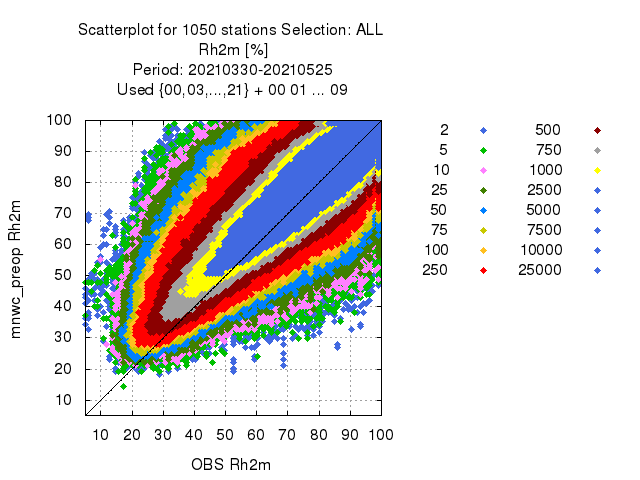 Scatterplot for 1050 stations Selection: ALL
Rh2m [%]
Period: 20210330-20210525
Used {00,03,...,21} + 00 01 ... 09
mnwc_preop Rh2m
100
90
80
70
60
50
40
30
20
10
10 20 30 40 50 60 70 80 90 100
OBS Rh2m
2 500
5 750
10 1000
25 2500
50 5000
75 7500
100 10000
250 25000